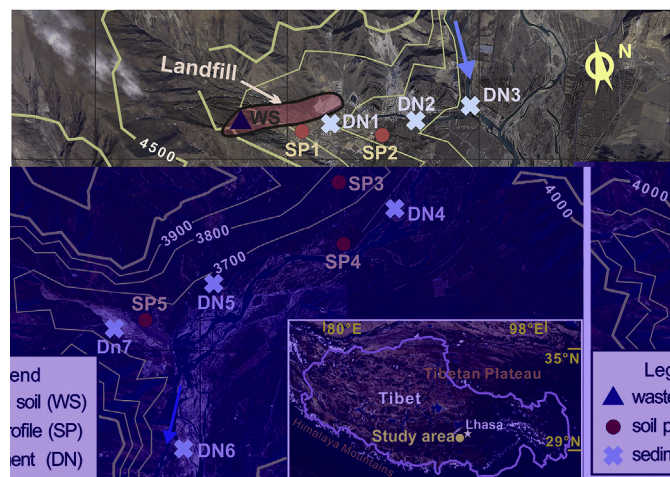 N
Landfill
DN3
DN2
WS
DN1
SP1
SP2
4500
SP3
4000
4000
DN4
3900
3800
3700
SP4
DN5
SP5
Dn7
80°E
98°E
35°N
Tibetan Plateau
Tibet
Lhasa
Study area
29°N
Himalaya Mountains
DN6
end
soil (WS)
rofile (SP)
ment (DN)
Leg
waste
soil p
sedin